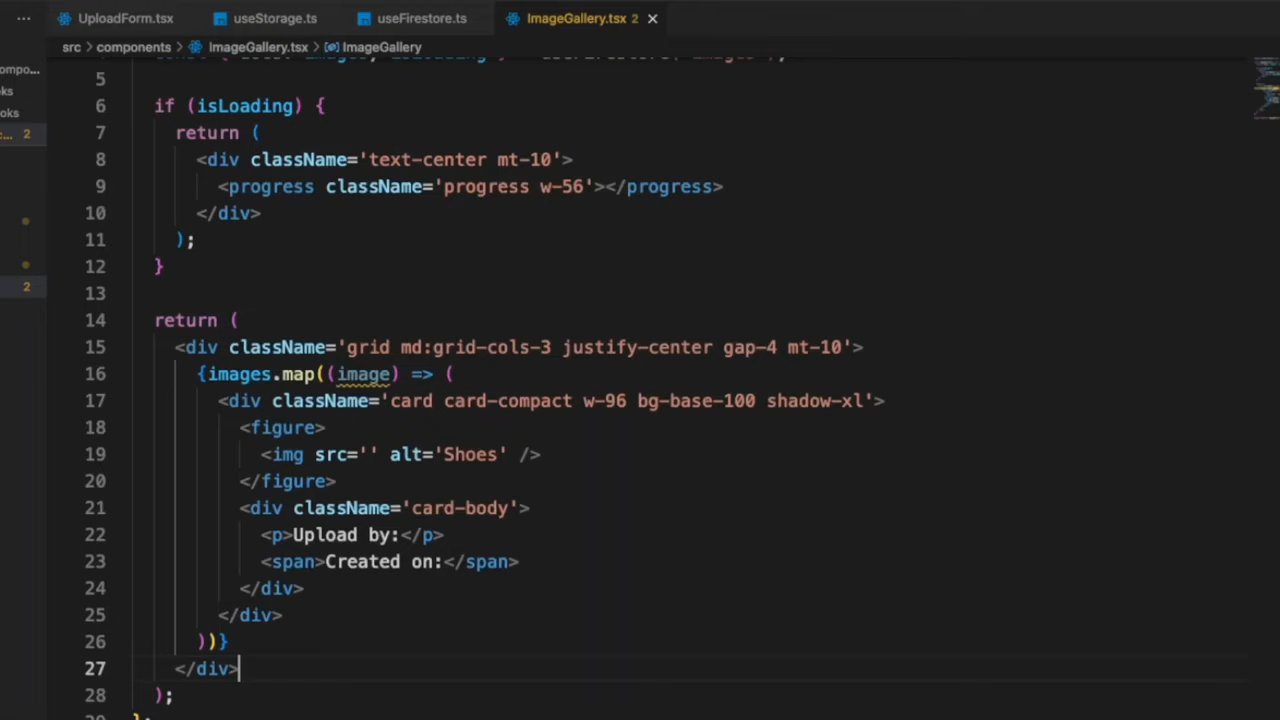 ··· UploadForm.tsx useStorage.ts useFirestore.ts ImageGallery.tsx 2 ×
src > components > ImageGallery.tsx > ImageGallery
5
6 if (isLoading) {
7 return (
8 <div className='text-center mt-10'>
9 <progress className='progress w-56'></progress>
10 </div>
11 );
12 }
13
14 return (
15 <div className='grid md:grid-cols-3 justify-center gap-4 mt-10'>
16 {images.map((image) => (
17 <div className='card card-compact w-96 bg-base-100 shadow-xl'>
18 <figure>
19 <img src='' alt='Shoes' />
20 </figure>
21 <div className='card-body'>
22 <p>Upload by:</p>
23 <span>Created on:</span>
24 </div>
25 </div>
26 ))}
27 </div>
28 );
2
2